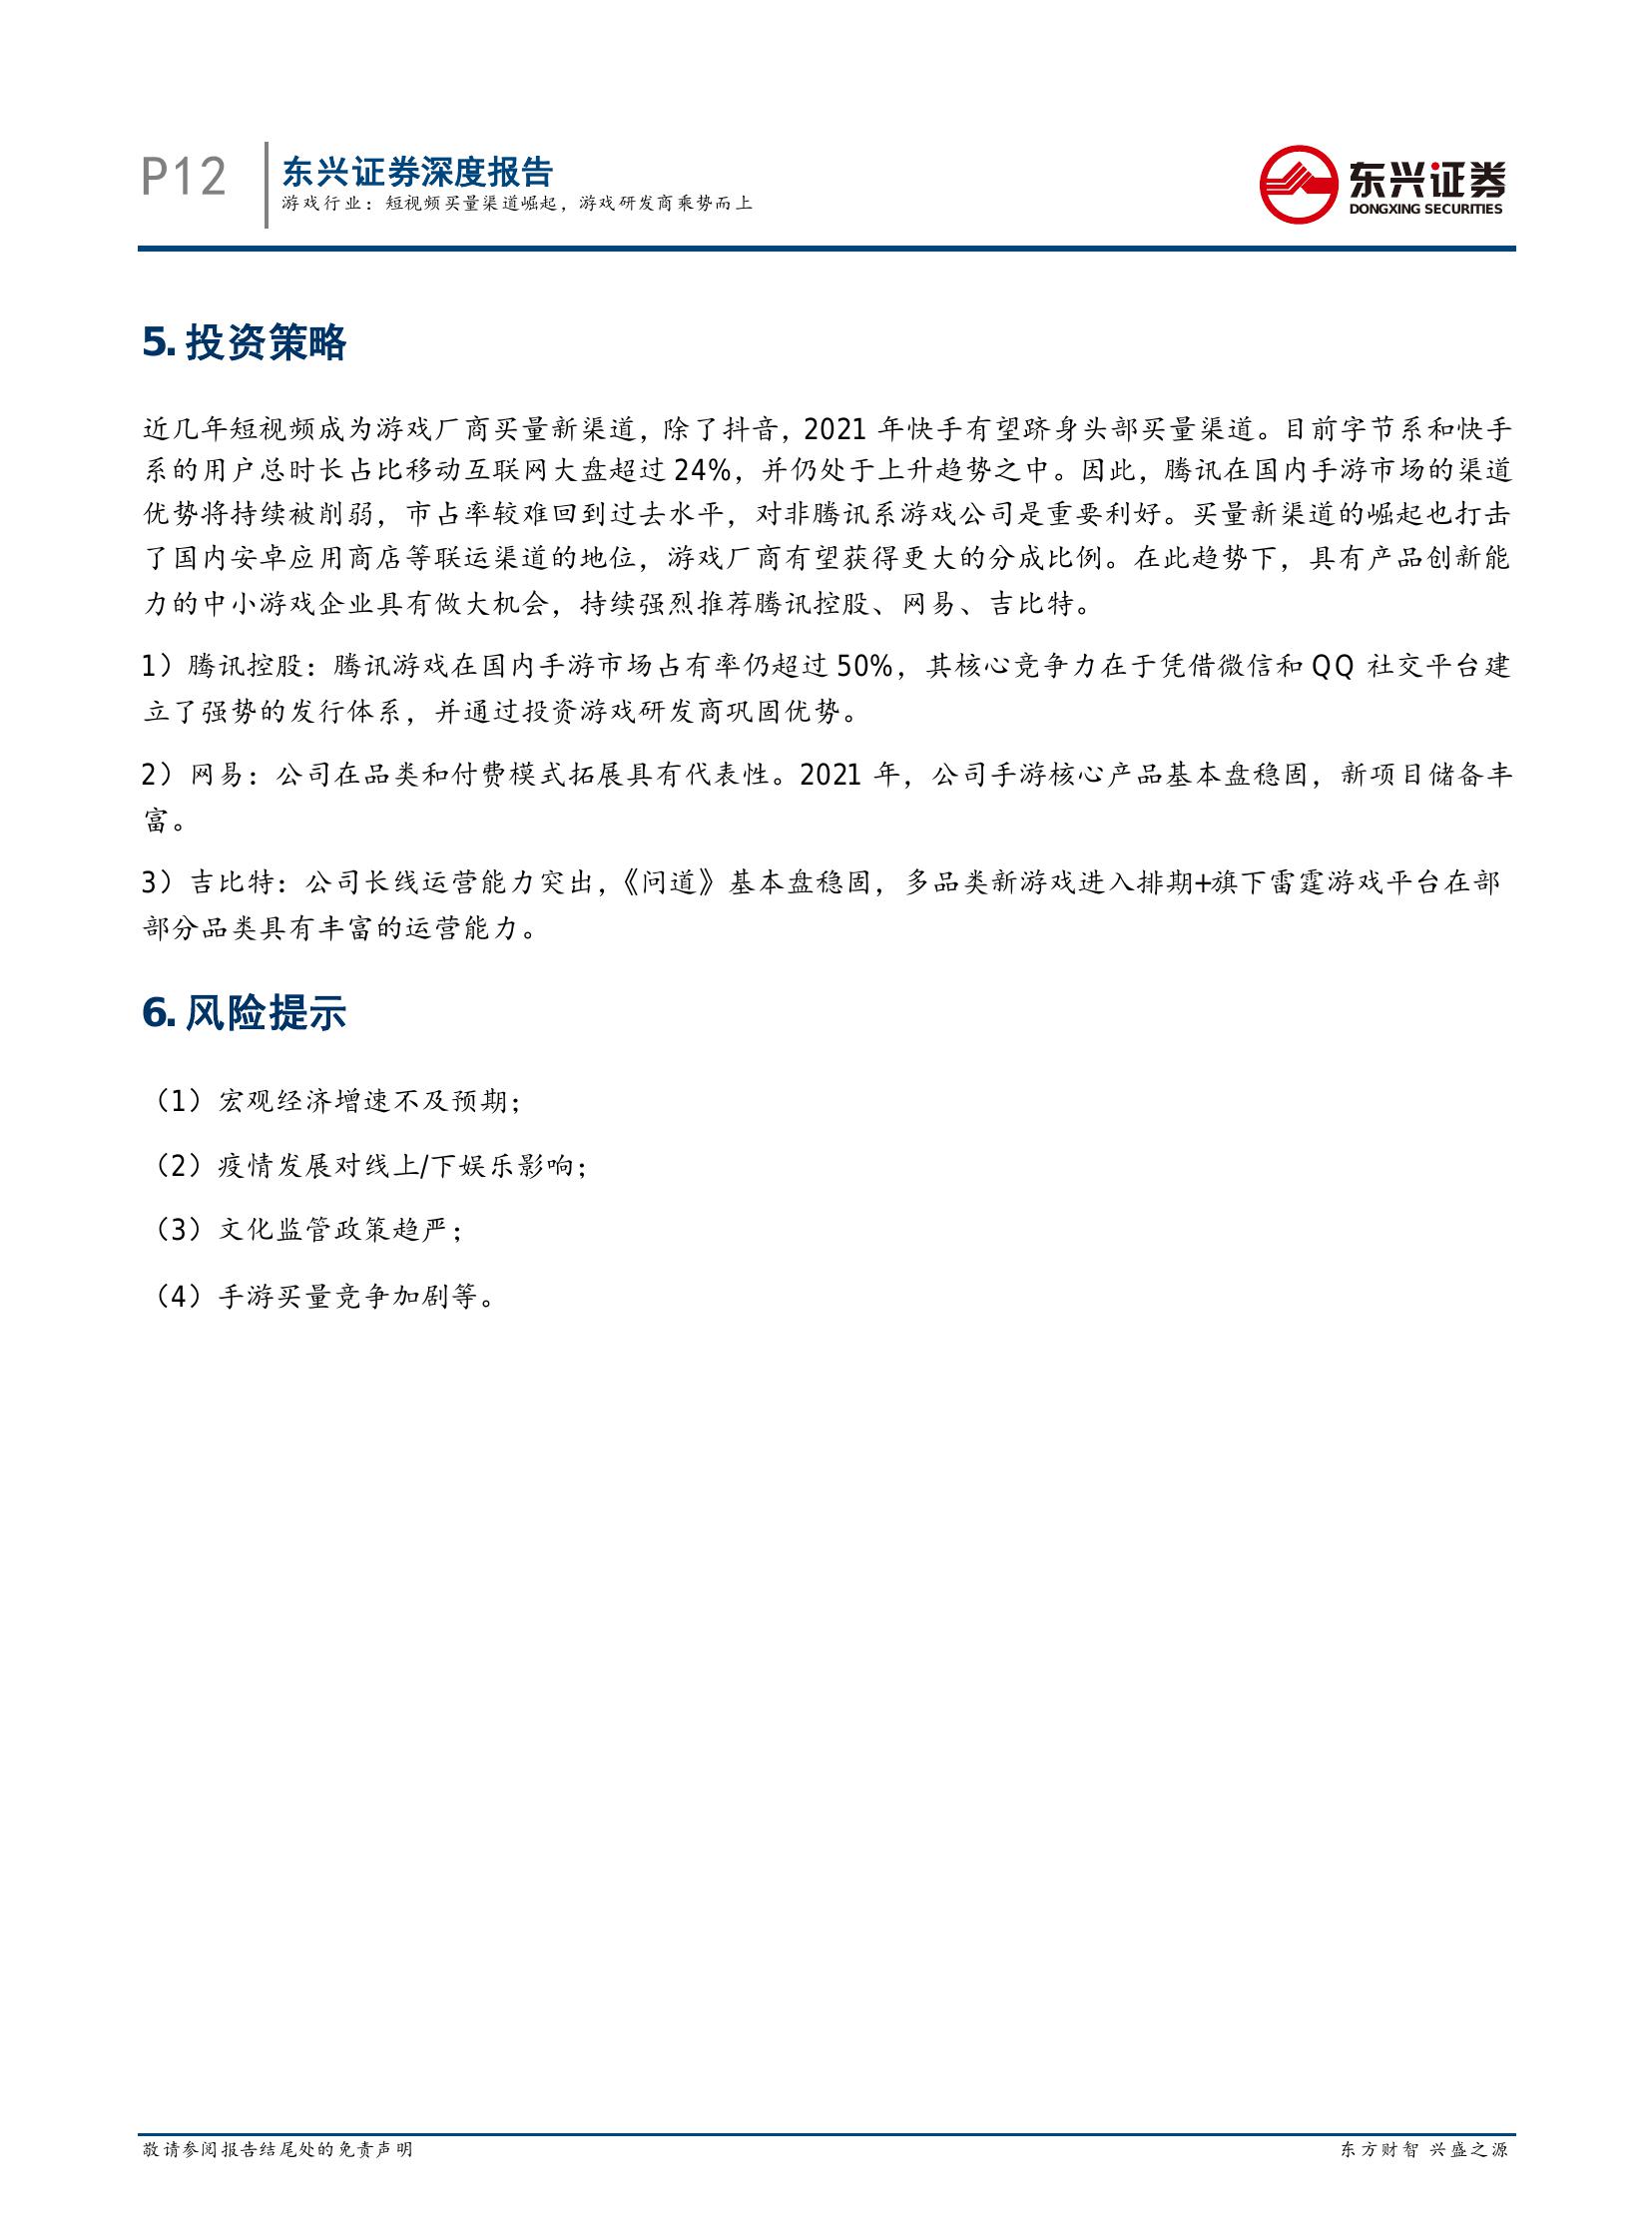 P12
东兴证券深度报告
游戏行业：短视频买量渠道崛起，游戏研发商乘势而上
东兴证券
DONGXING SECURITIES
5. 投资策略
近几年短视频成为游戏厂商买量新渠道，除了抖音，2021 年快手有望跻身头部买量渠道。目前字节系和快手
系的用户总时长占比移动互联网大盘超过 24%，并仍处于上升趋势之中。因此，腾讯在国内手游市场的渠道
优势将持续被削弱，市占率较难回到过去水平，对非腾讯系游戏公司是重要利好。买量新渠道的崛起也打击
了国内安卓应用商店等联运渠道的地位，游戏厂商有望获得更大的分成比例。在此趋势下，具有产品创新能
力的中小游戏企业具有做大机会，持续强烈推荐腾讯控股、网易、吉比特。
1）腾讯控股：腾讯游戏在国内手游市场占有率仍超过 50%，其核心竞争力在于凭借微信和 QQ 社交平台建
立了强势的发行体系，并通过投资游戏研发商巩固优势。
2）网易：公司在品类和付费模式拓展具有代表性。2021 年，公司手游核心产品基本盘稳固，新项目储备丰
富。
3）吉比特：公司长线运营能力突出，《问道》基本盘稳固，多品类新游戏进入排期+旗下雷霆游戏平台在部
部分品类具有丰富的运营能力。
6. 风险提示
（1）宏观经济增速不及预期；
（2）疫情发展对线上/下娱乐影响；
（3）文化监管政策趋严；
（4）手游买量竞争加剧等。
敬请参阅报告结尾处的免责声明
东方财智 兴盛之源